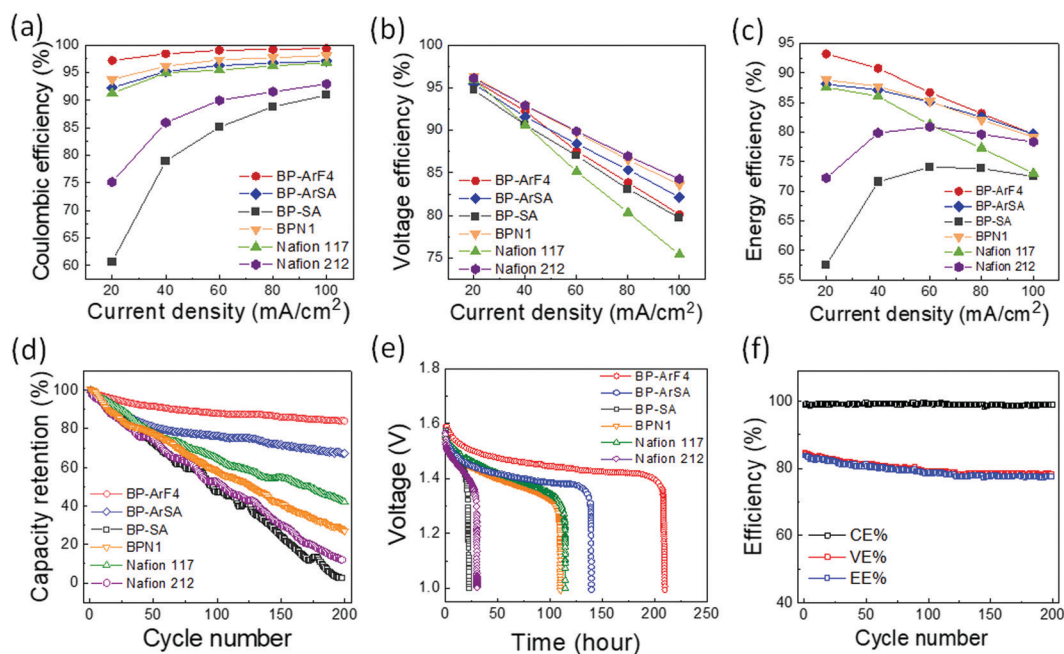 (a)
Coulombic efficiency (%)
100
95
90
85
80
75
70
65
60
BP-ArF4
BP-ArSA
BP-SA
BPN1
Nafion 117
Nafion 212
20 40 60 80 100
Current density (mA/cm²)
(b)
Voltage efficiency (%)
100
95
90
85
80
75
BP-ArF4
BP-ArSA
BP-SA
BPN1
Nafion 117
Nafion 212
20 40 60 80 100
Current density (mA/cm²)
(c)
Energy efficiency (%)
95
90
85
80
75
70
65
60
55
BP-ArF4
BP-ArSA
BP-SA
BPN1
Nafion 117
Nafion 212
20 40 60 80 100
Current density (mA/cm²)
(d)
Capacity retention (%)
100
80
60
40
20
0
BP-ArF4
BP-ArSA
BP-SA
BPN1
Nafion 117
Nafion 212
0 50 100 150 200
Cycle number
(e)
Voltage (V)
1.8
1.6
1.4
1.2
1.0
BP-ArF4
BP-ArSA
BP-SA
BPN1
Nafion 117
Nafion 212
0 50 100 150 200 250
Time (hour)
(f)
Efficiency (%)
100
80
60
40
CE%
VE%
EE%
0 50 100 150 200
Cycle number